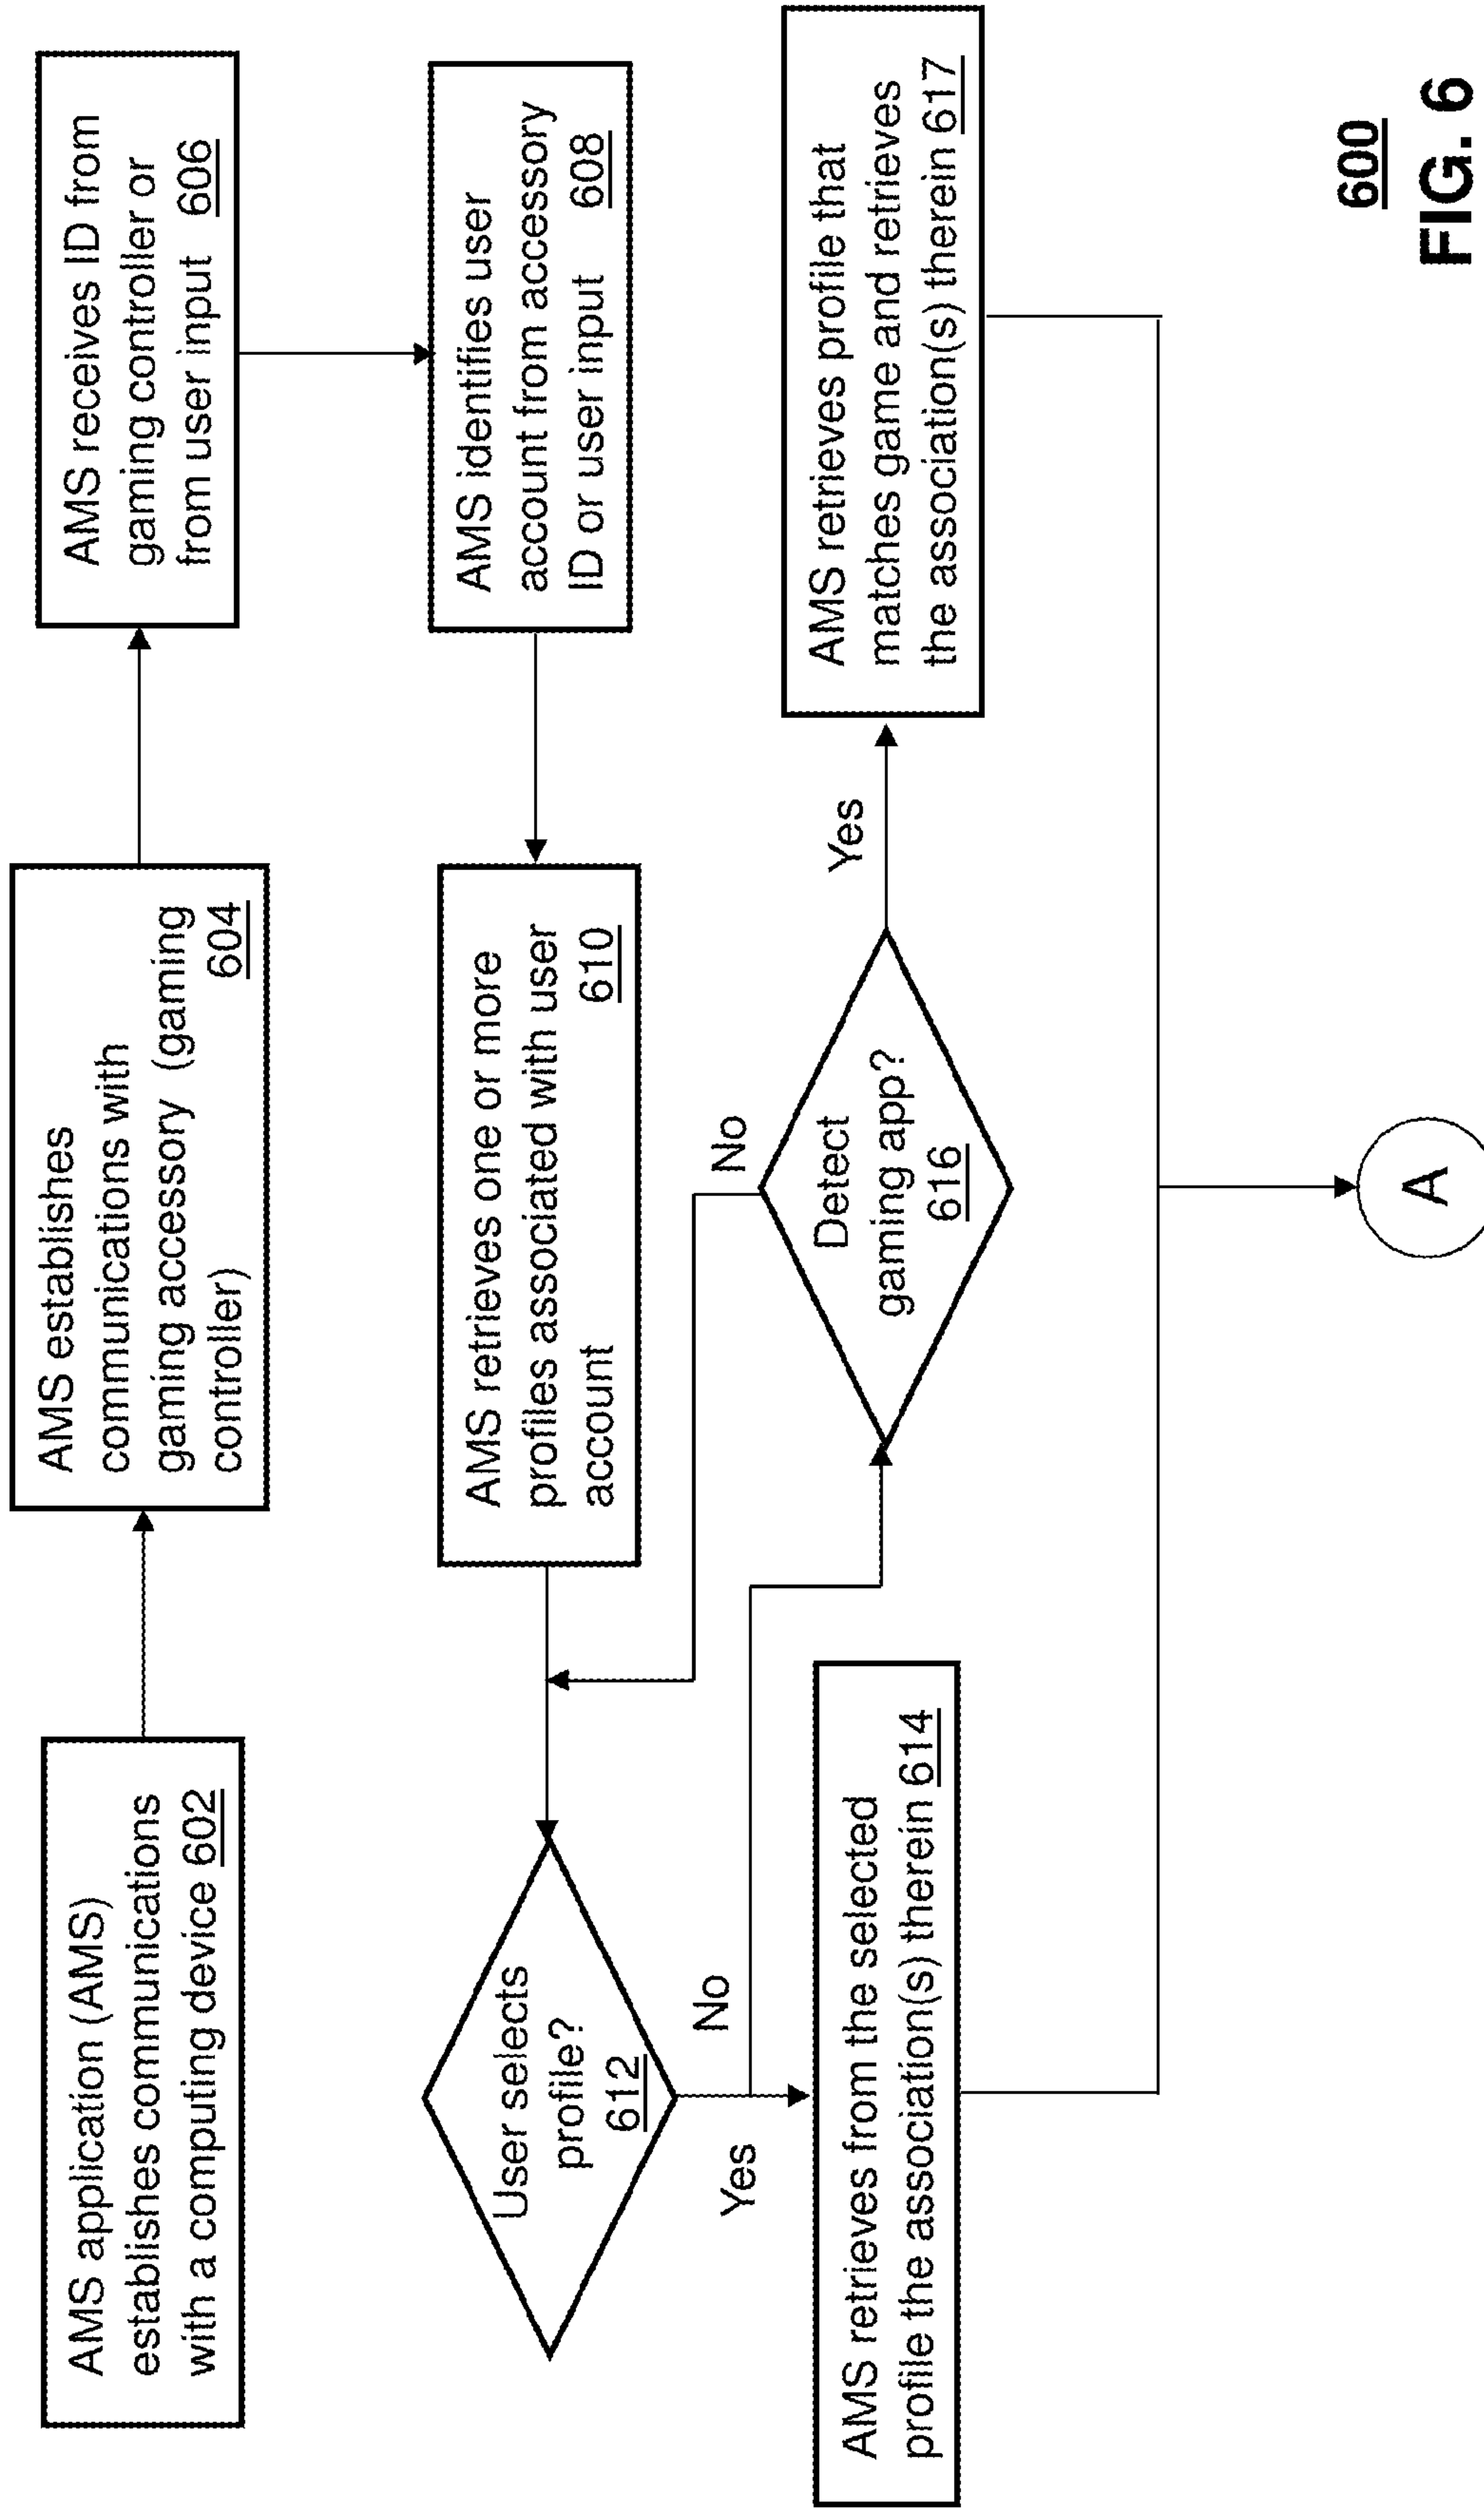 AMS application (AMS)
establishes communications
with a computing device 602
AMS establishes
communications with
gaming accessory (gaming
controller) 604
AMS receives ID from
gaming controller or
from user input 606
AMS identifies user
account from accessory
ID or user input 608
AMS retrieves one or more
profiles associated with user
account 610
User selects
profile?
612
No
Yes
AMS retrieves from the selected
profile the association(s) therein 614
Detect
gaming app?
616
No
Yes
AMS retrieves profile that
matches game and retrieves
the association(s) therein 617
A
600
FIG. 6